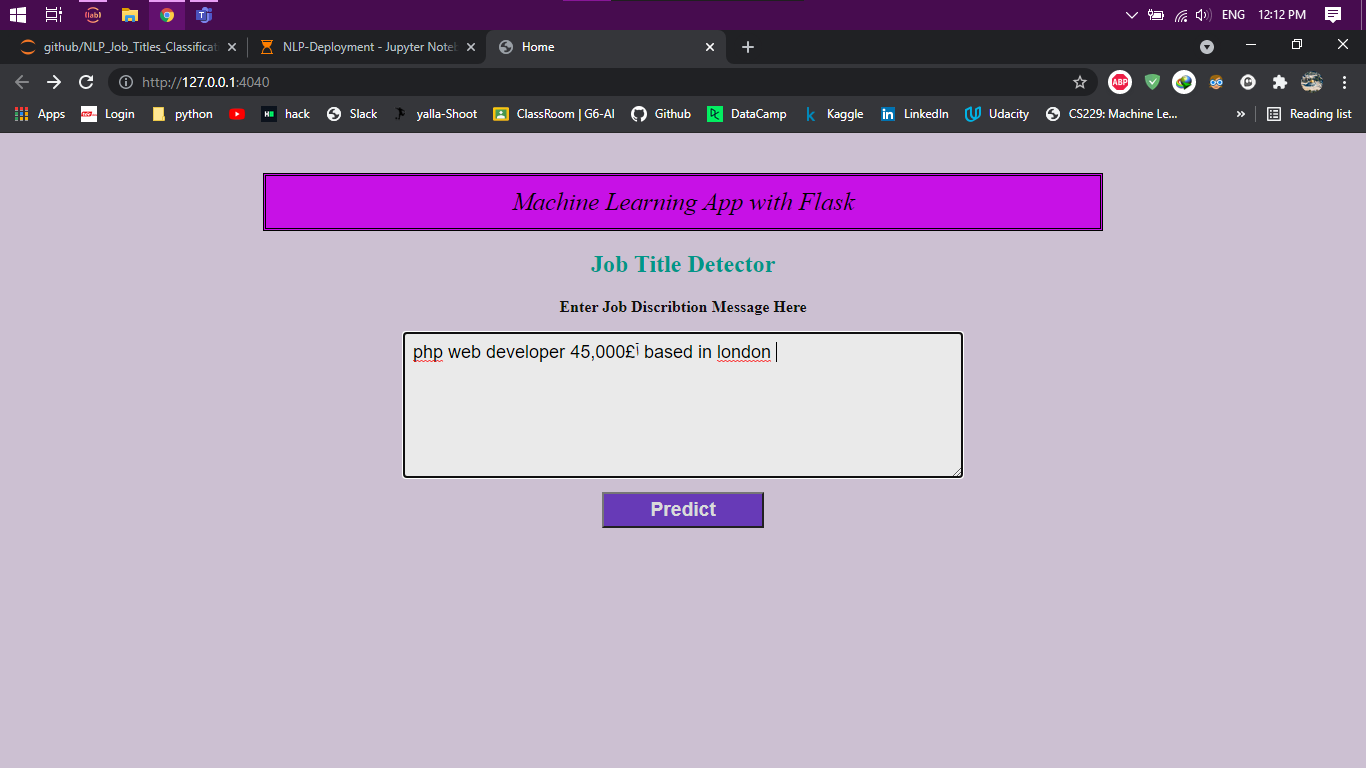 ENG 12:12 PM
github/NLP_Job_Titles_Classificat
NLP-Deployment - Jupyter Noteb
Home
http://127.0.0.1:4040
ABP
Apps Login python hack Slack yalla-Shoot ClassRoom | G6-AI Github DataCamp Kaggle LinkedIn Udacity CS229: Machine Le... » Reading list
Machine Learning App with Flask
Job Title Detector
Enter Job Discribtion Message Here
php web developer 45,000£آ based in london
Predict